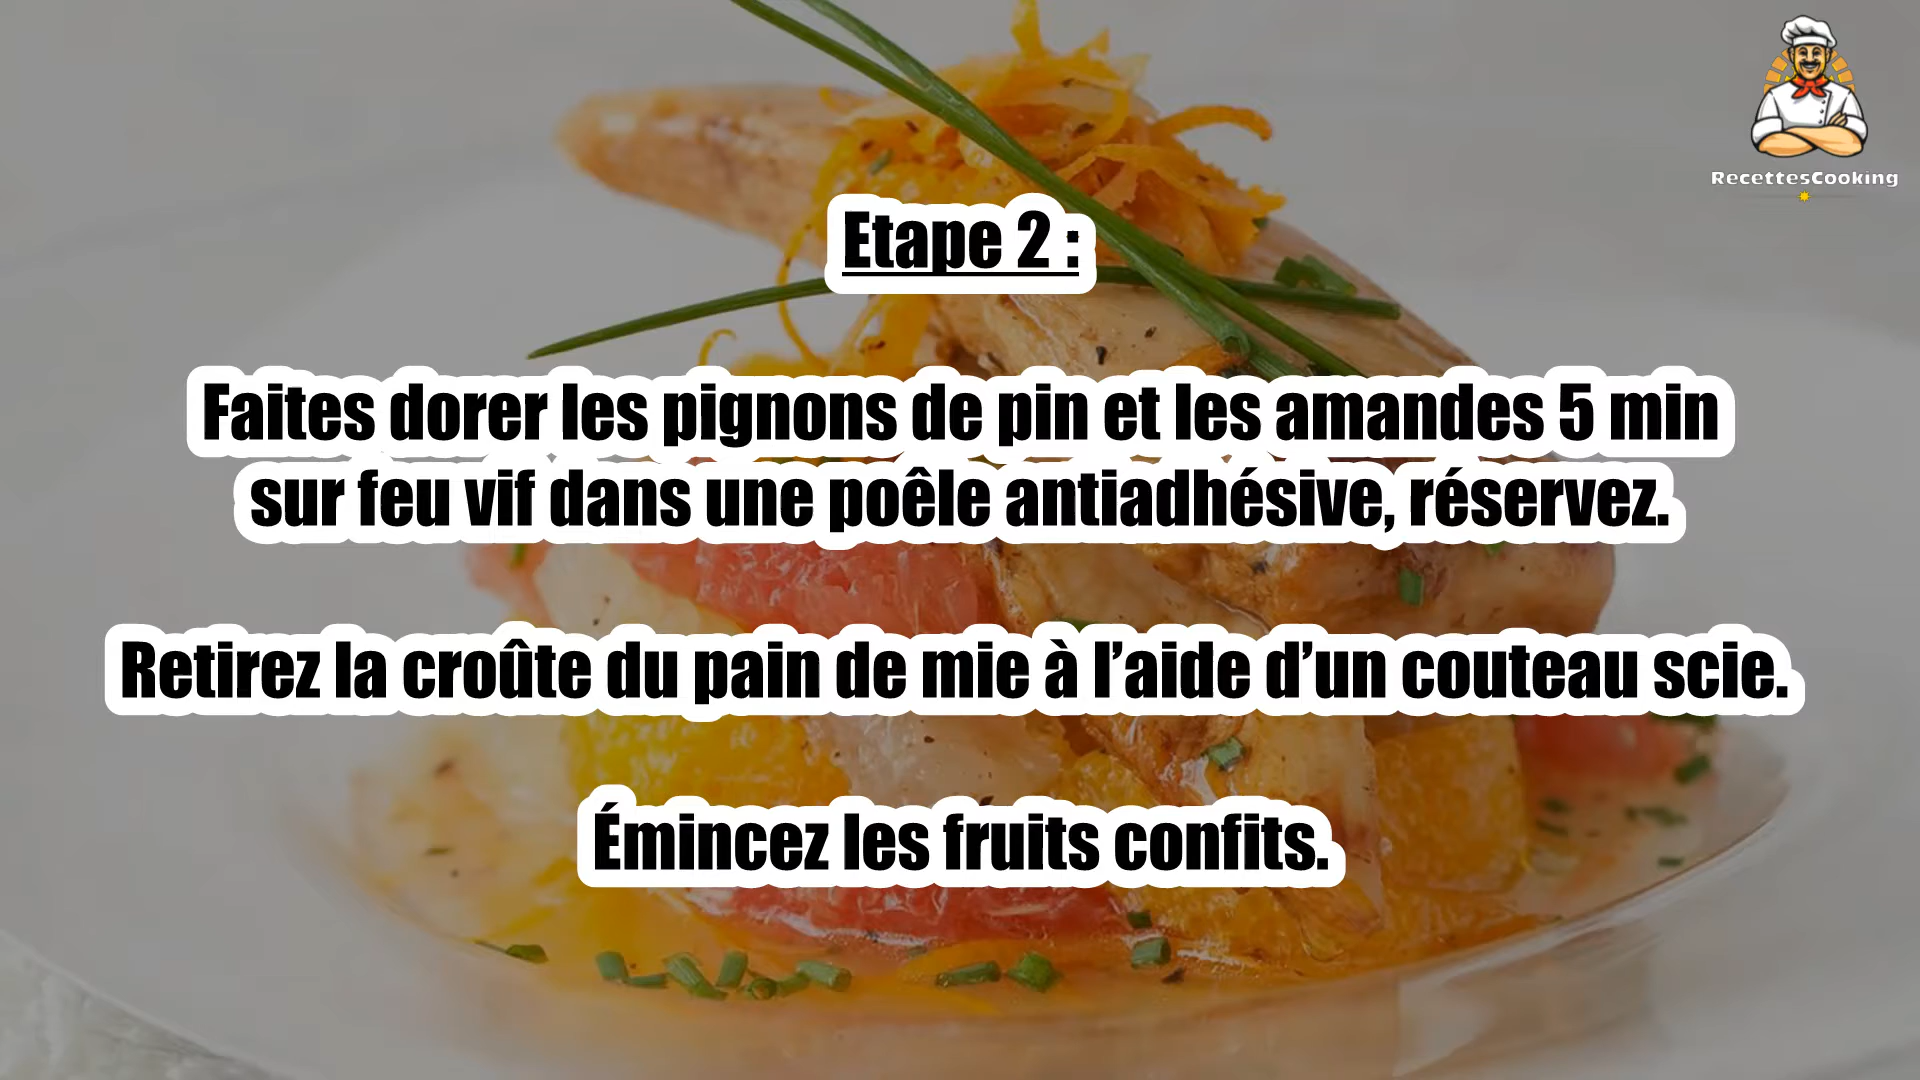 RecettesCooking
Etape 2 :
Faites dorer les pignons de pin et les amandes 5 min
sur feu vif dans une poêle antiadhésive, réservez.
Retirez la croûte du pain de mie à l’aide d’un couteau scie.
Émincez les fruits confits.